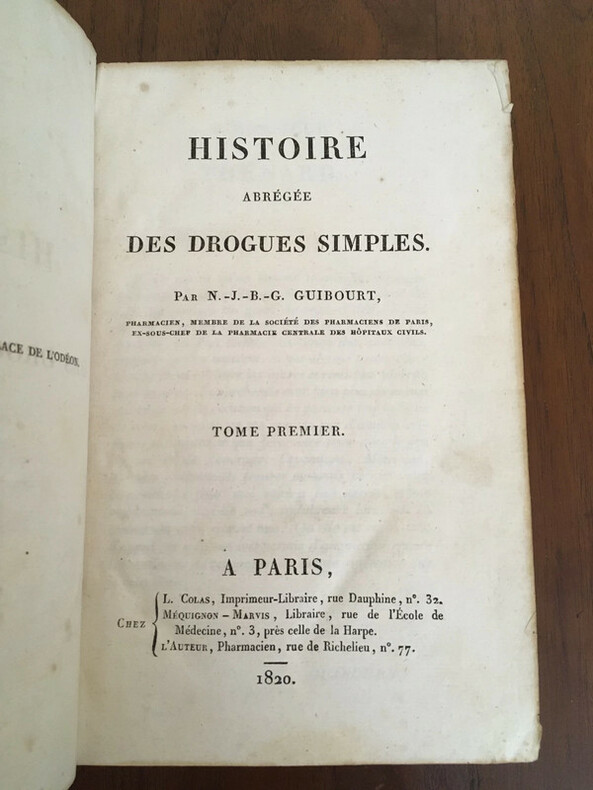 ACE DE L'ODÉON.
HISTOIRE
ABRÉGÉE
DES DROGUES SIMPLES.
PAR N.-J.-B.-G. GUIBOURT,
PHARMACIEN, MEMBRE DE LA SOCIÉTÉ DES PHARMACIENS DE PARIS,
EX-SOUS-CHEF DE LA PHARMACIE CENTRALE DES HÔPITAUX CIVILS.
TOME PREMIER.
A PARIS,
CHEZ
L. COLAS, Imprimeur-Libraire, rue Dauphine, n°. 32.
MÉQUIGNON-MARVIS, Libraire, rue de l'École de
Médecine, n°. 3, près celle de la Harpe.
L'AUTEUR, Pharmacien, rue de Richelieu, n°. 77.
1820.